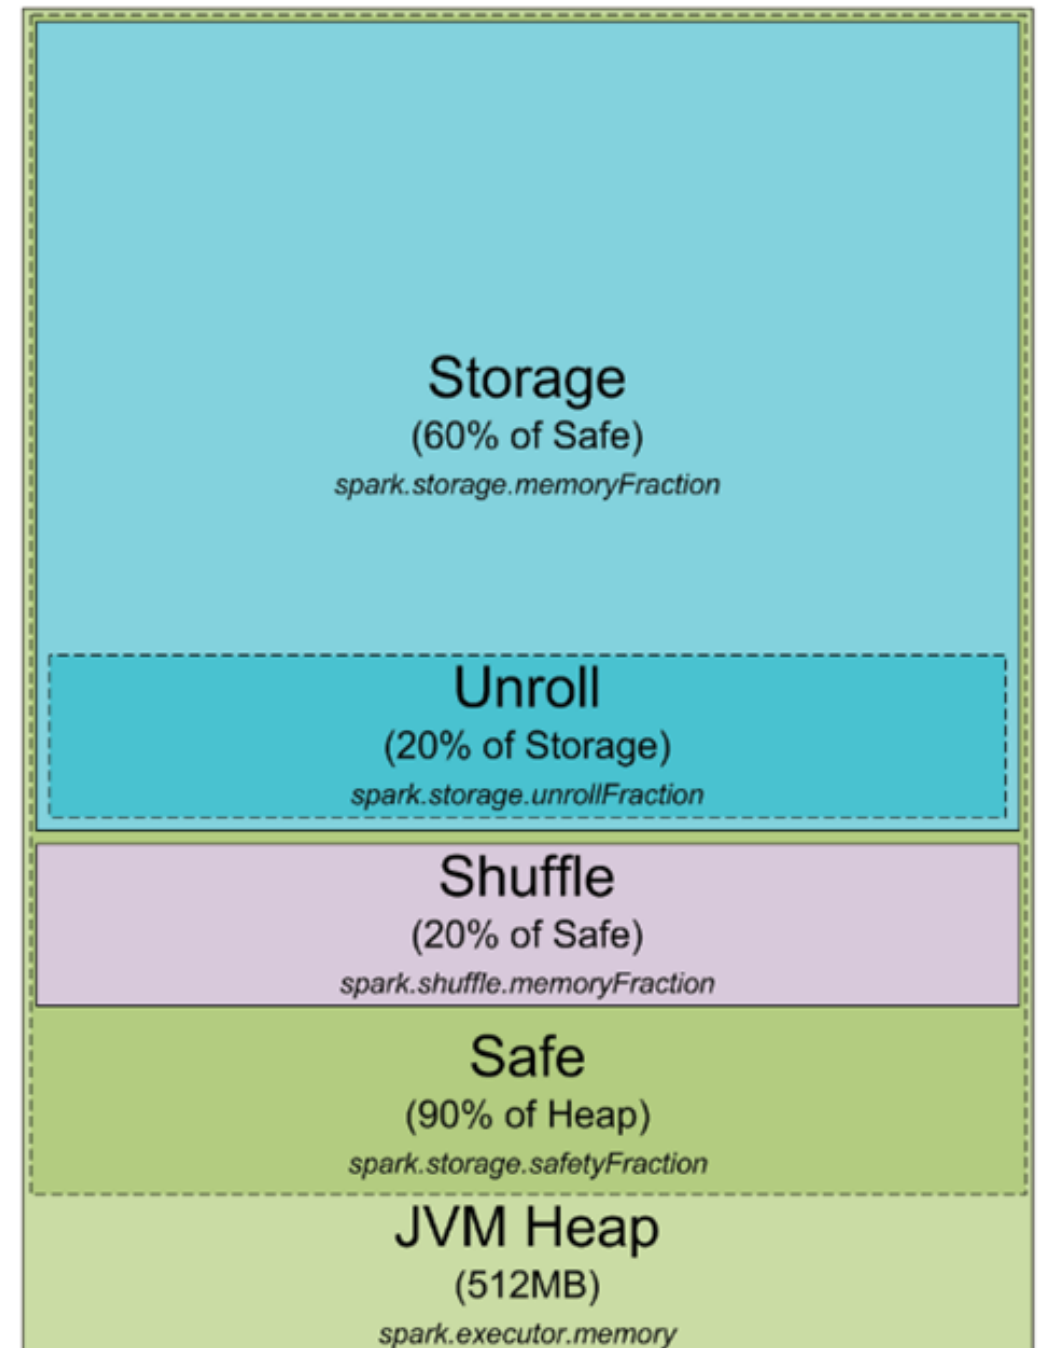 Storage
(60% of Safe)
spark.storage.memoryFraction
Unroll
(20% of Storage)
spark.storage.unrollFraction
Shuffle
(20% of Safe)
spark.shuffle.memoryFraction
Safe
(90% of Heap)
spark.storage.safetyFraction
JVM Heap
(512MB)
spark.executor.memory